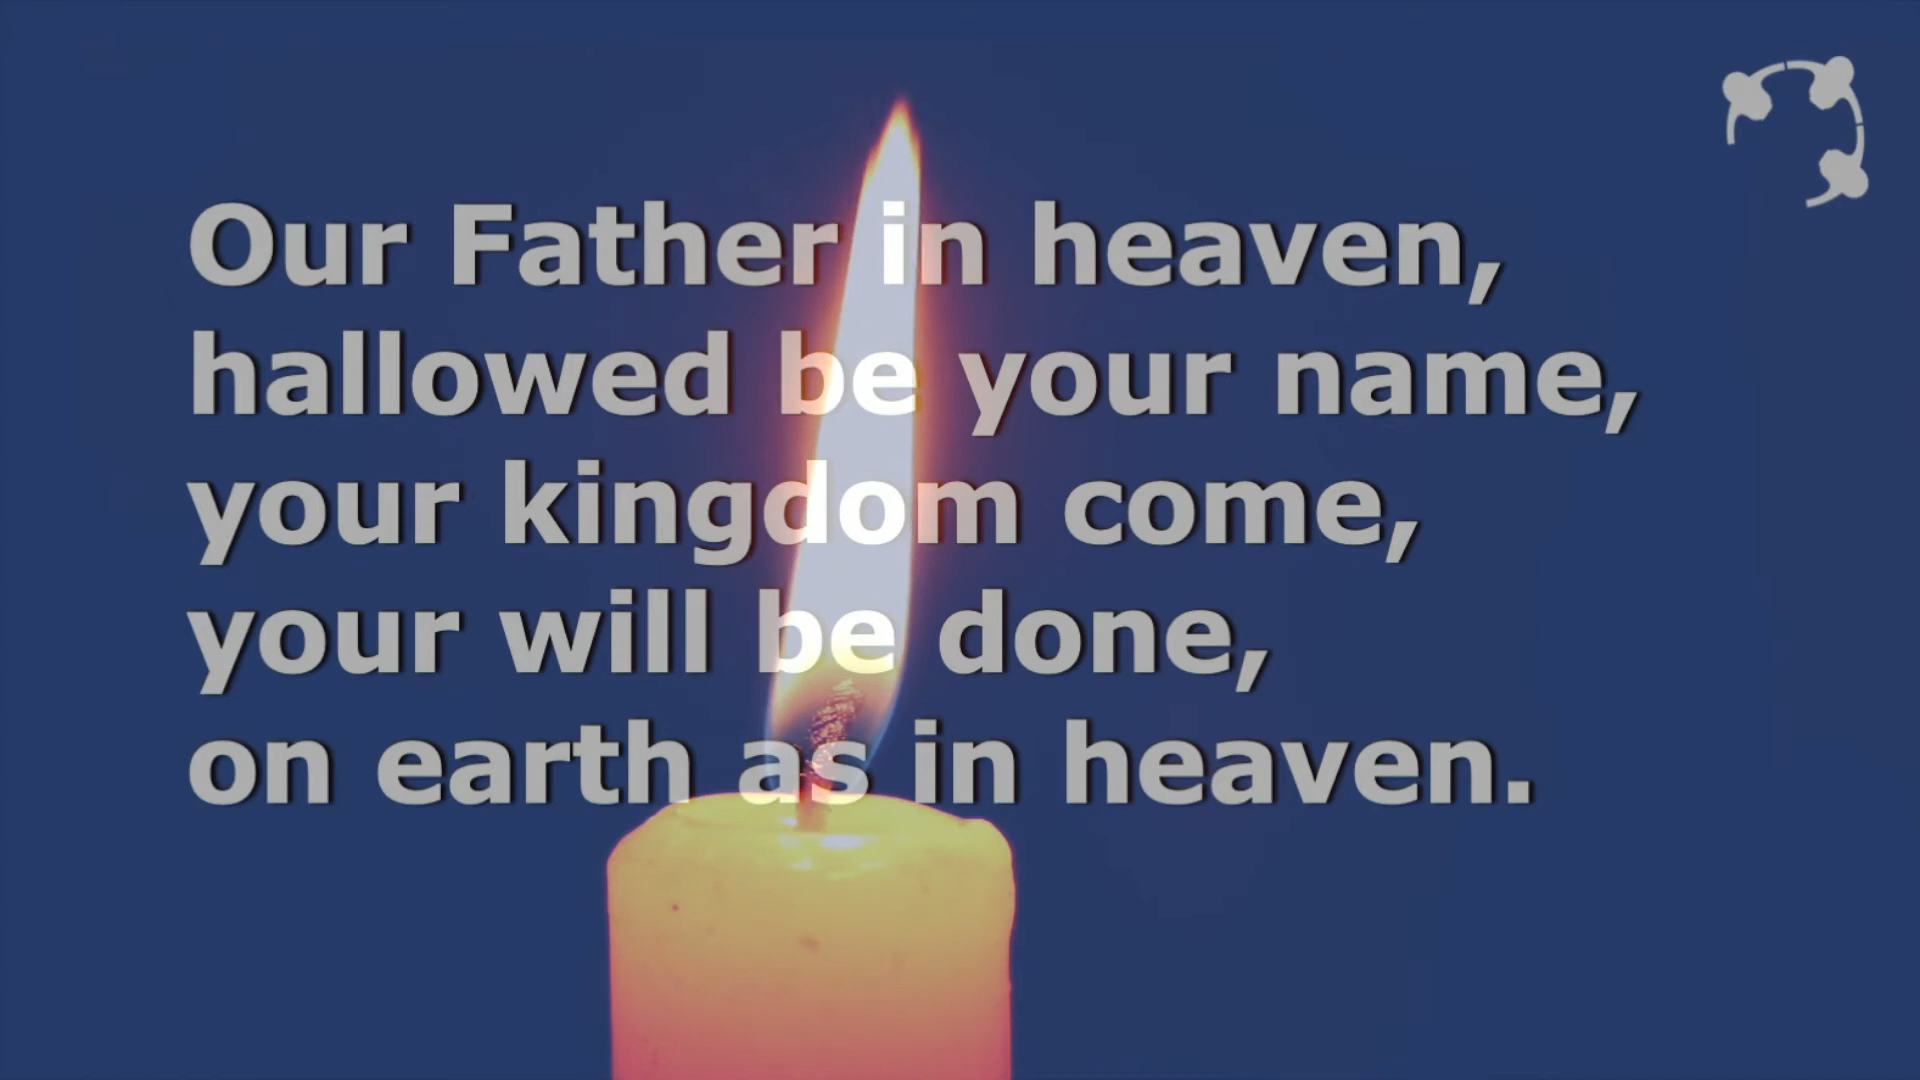 Our Father in heaven,
hallowed be your name,
your kingdom come,
your will be done,
on earth as in heaven.